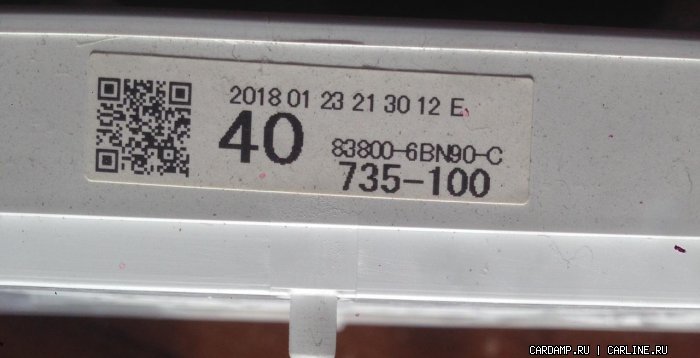 2018 01 23 21 30 12 E
40 83800-6BN90-C
735-100
CARDAMP.RU | CARLINE.RU